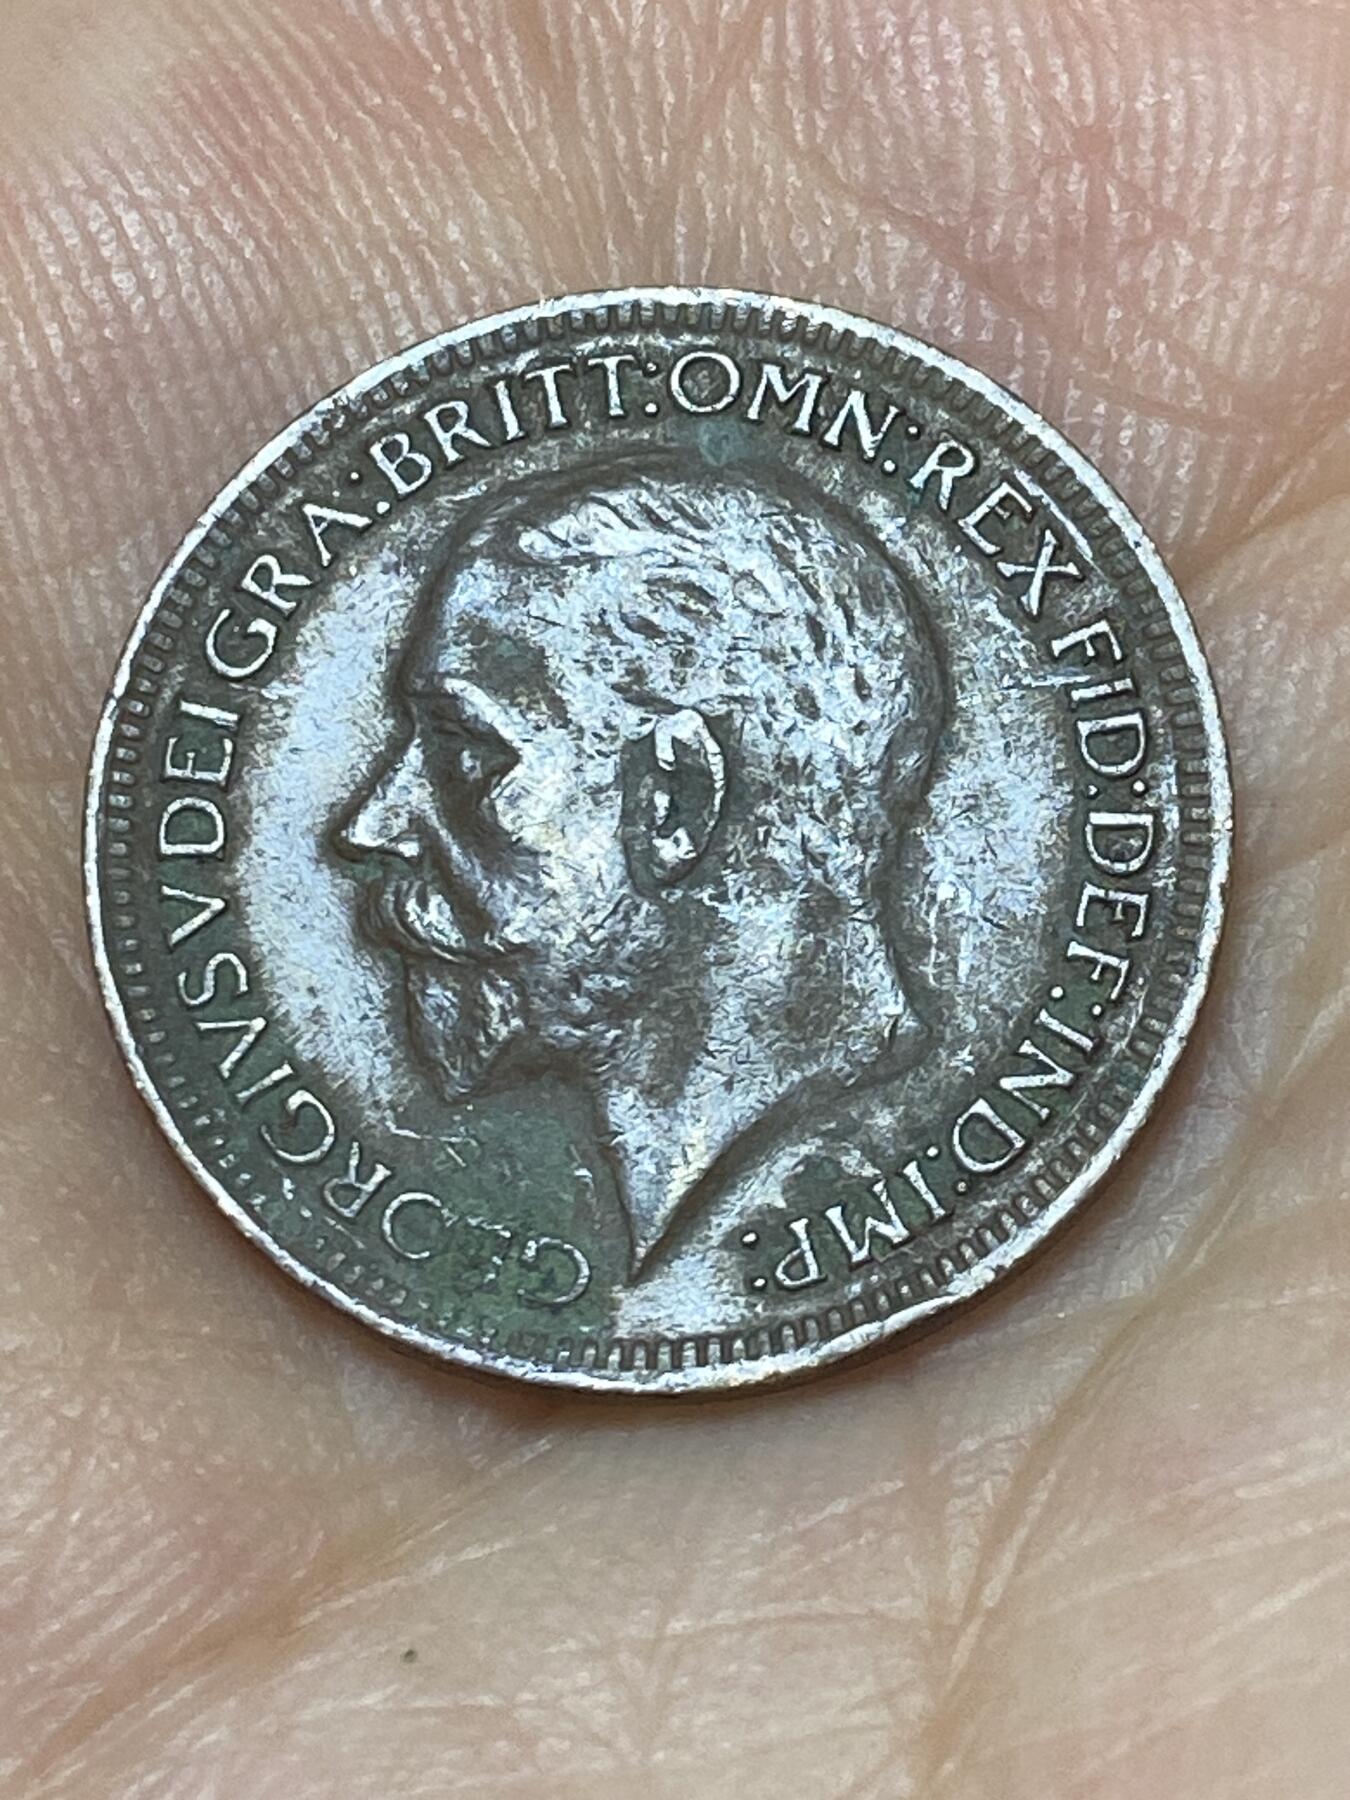 GEORGIVS V DEI GRA: BRITT: OMN: REX FID: DEF: IND: IMP: